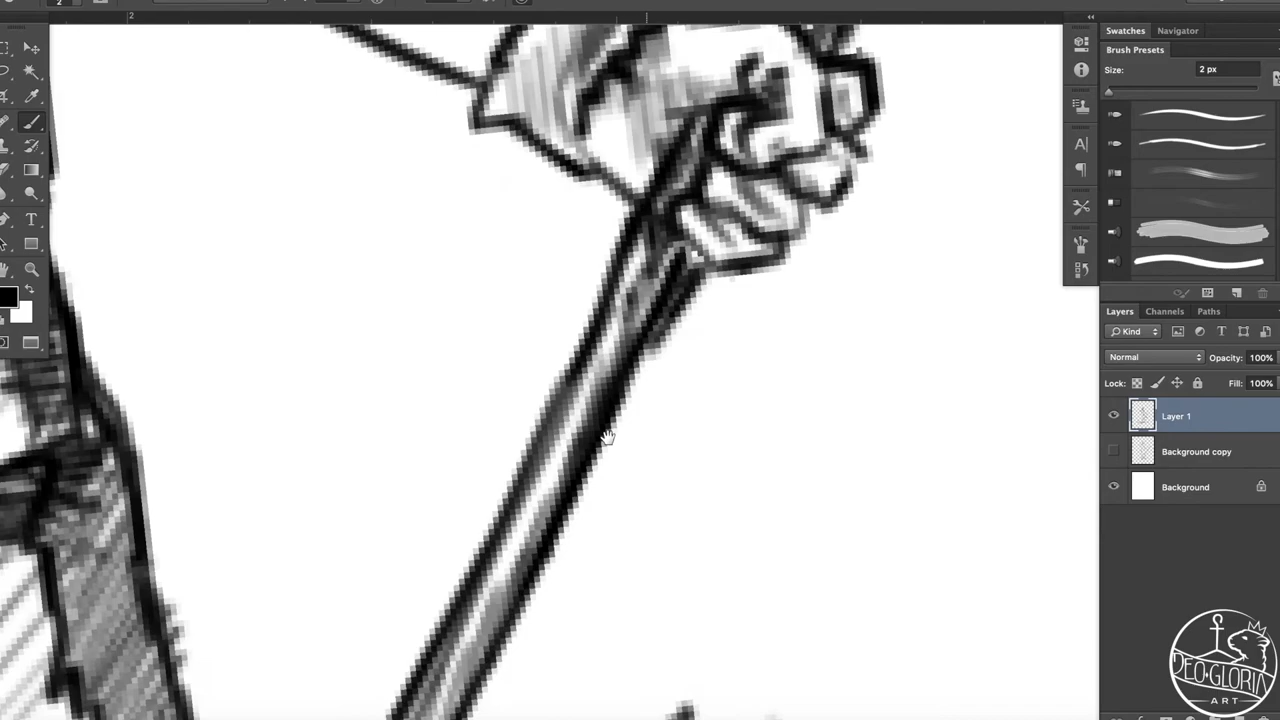 2
2
Swatches Navigator
Brush Presets
Size: 2 px
Layers Channels Paths
Kind
Normal Opacity: 100%
Lock: Fill: 100%
Layer 1
Background copy
Background
DEO•GLORIA
ART